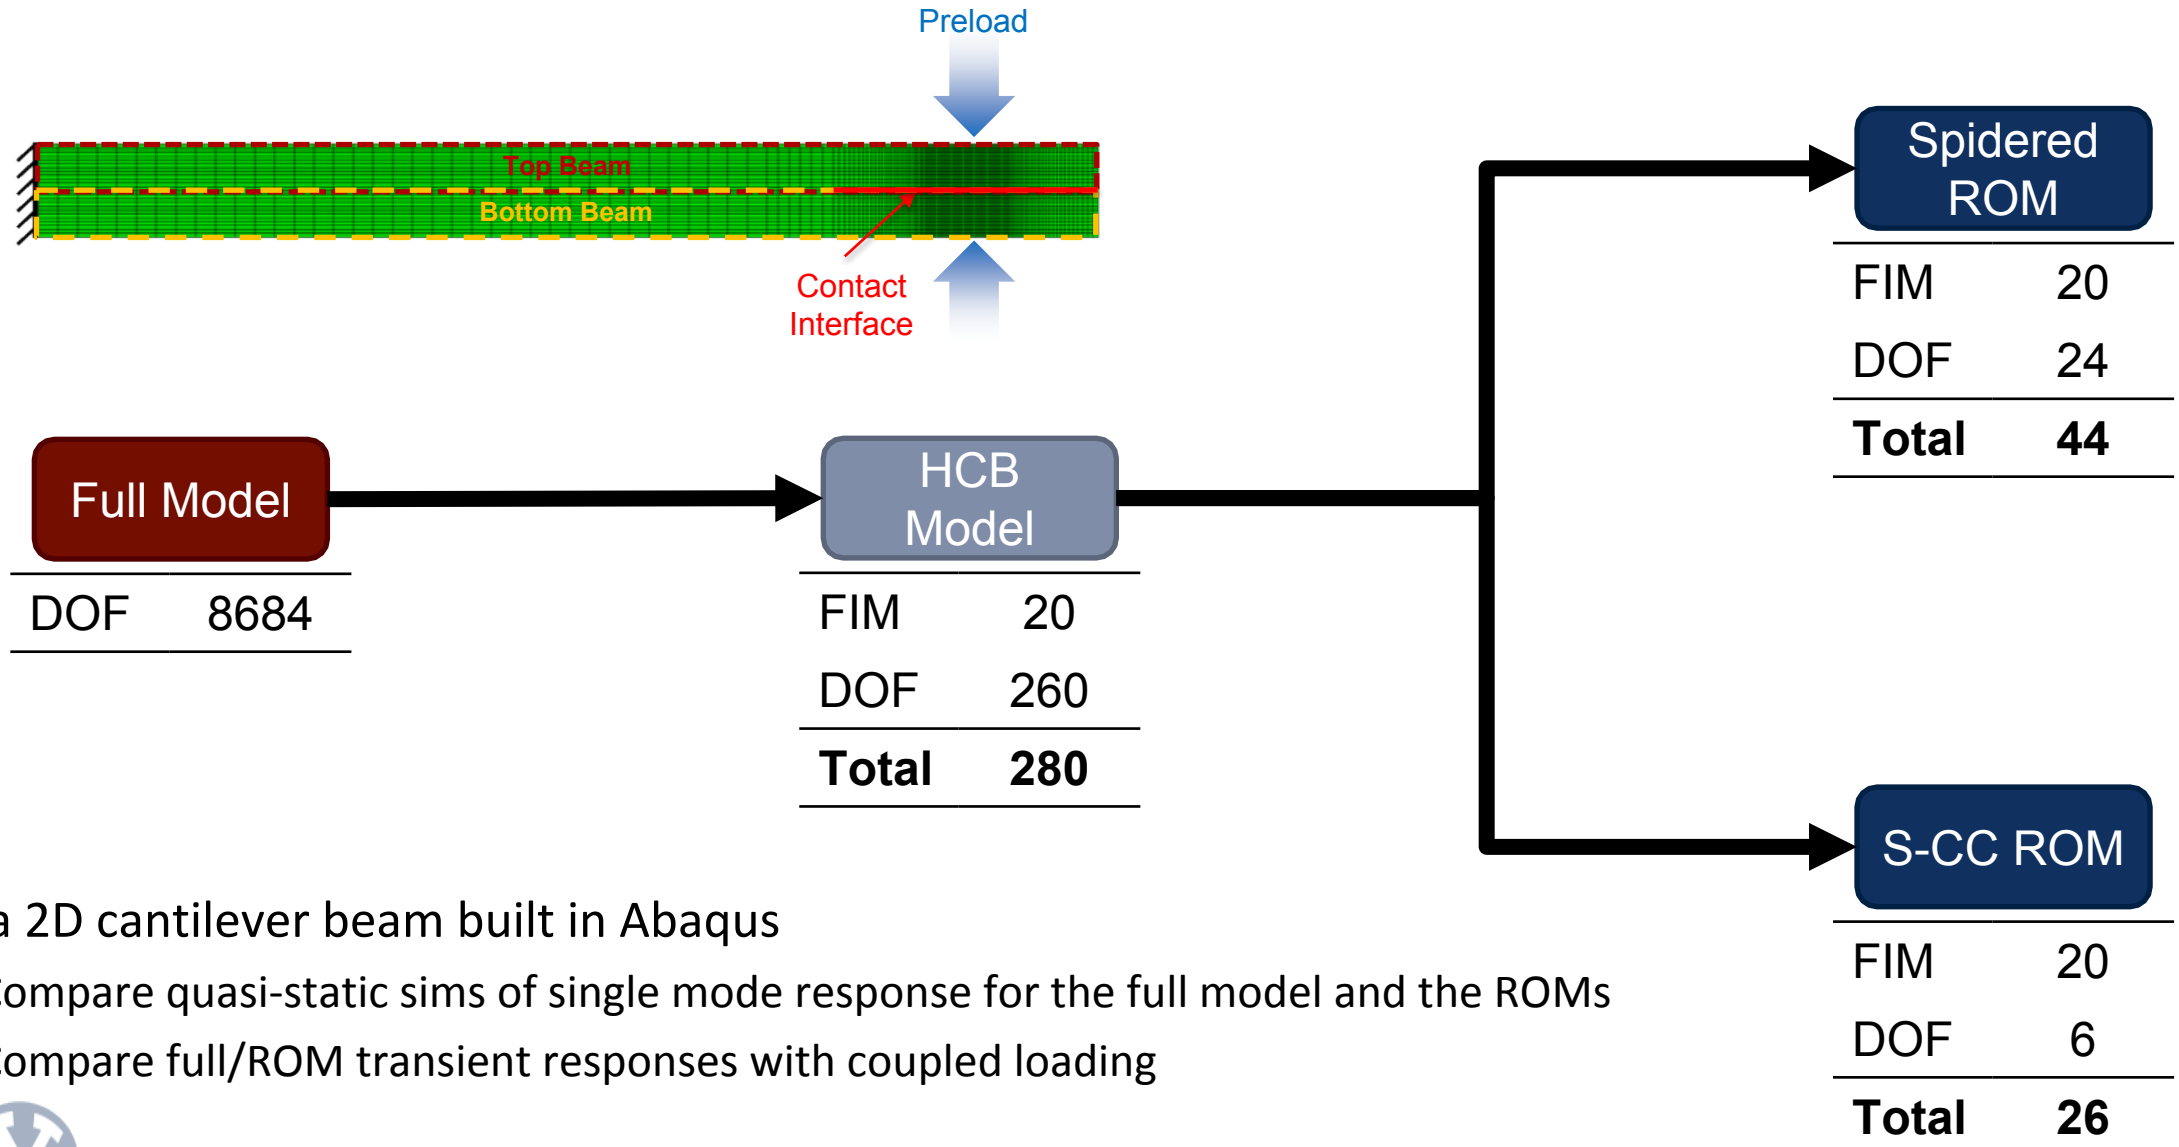 Preload
Top Beam
Bottom Beam
Contact
Interface
Full Model
DOF 8684
HCB
Model
FIM 20
DOF 260
Total 280
Spidered
ROM
FIM 20
DOF 24
Total 44
S-CC ROM
FIM 20
DOF 6
Total 26
a 2D cantilever beam built in Abaqus
Compare quasi-static sims of single mode response for the full model and the ROMs
Compare full/ROM transient responses with coupled loading